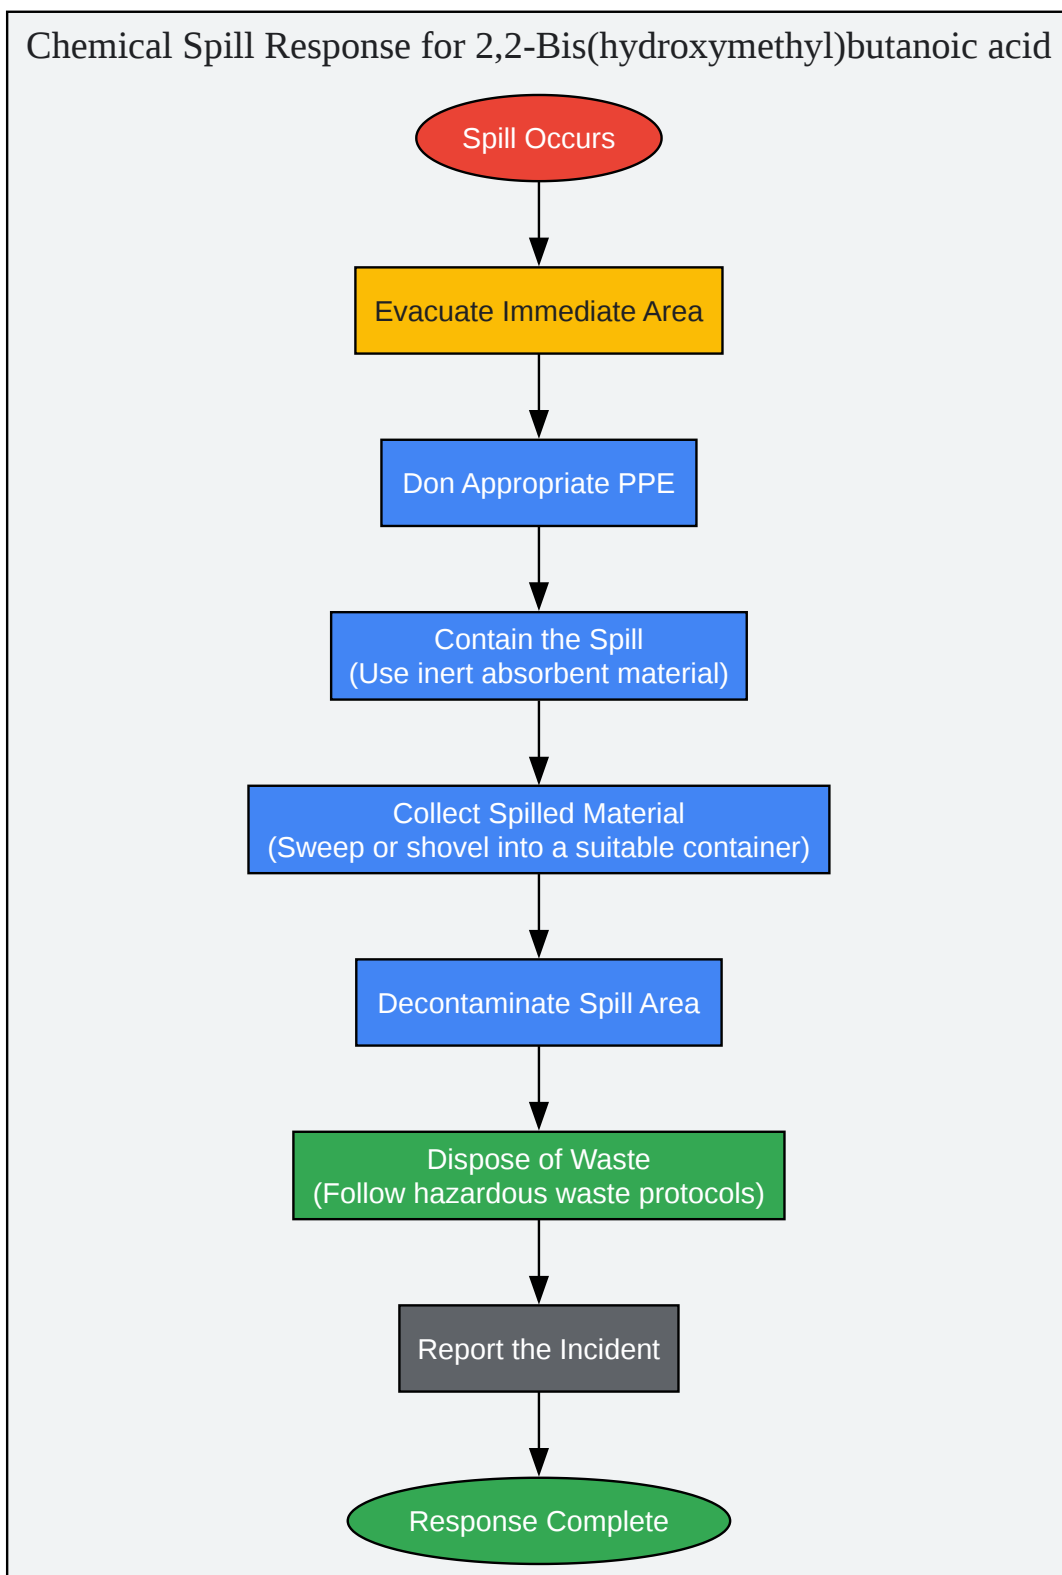 Chemical Spill Response for 2,2-Bis(hydroxymethyl)butanoic acid
Spill Occurs
Evacuate Immediate Area
Don Appropriate PPE
Contain the Spill
(Use inert absorbent material)
Collect Spilled Material
(Sweep or shovel into a suitable container)
Decontaminate Spill Area
Dispose of Waste
(Follow hazardous waste protocols)
Report the Incident
Response Complete